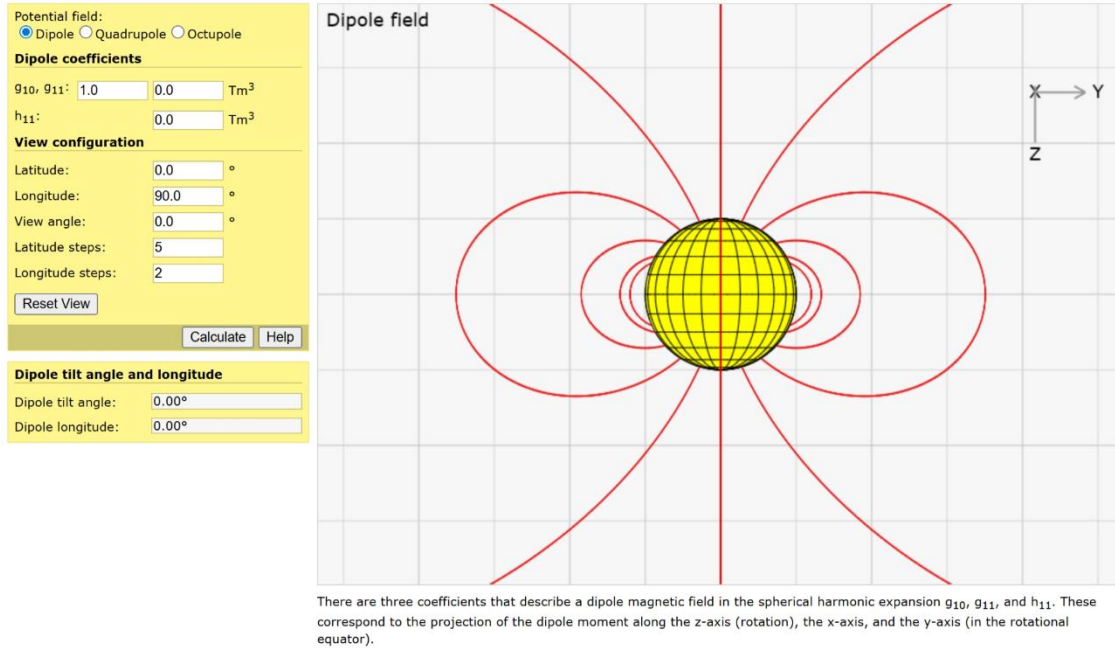 Potential field:
Dipole Quadrupole Octupole
Dipole coefficients
g₁₀, g₁₁: 1.0 0.0 Tm³
h₁₁: 0.0 Tm³
View configuration
Latitude: 0.0 º
Longitude: 90.0 º
View angle: 0.0 º
Latitude steps: 5
Longitude steps: 2
Reset View
Calculate Help
Dipole tilt angle and longitude
Dipole tilt angle: 0.00º
Dipole longitude: 0.00º
Dipole field
X Y
Z
There are three coefficients that describe a dipole magnetic field in the spherical harmonic expansion g₁₀, g₁₁, and h₁₁. These
correspond to the projection of the dipole moment along the z-axis (rotation), the x-axis, and the y-axis (in the rotational
equator).